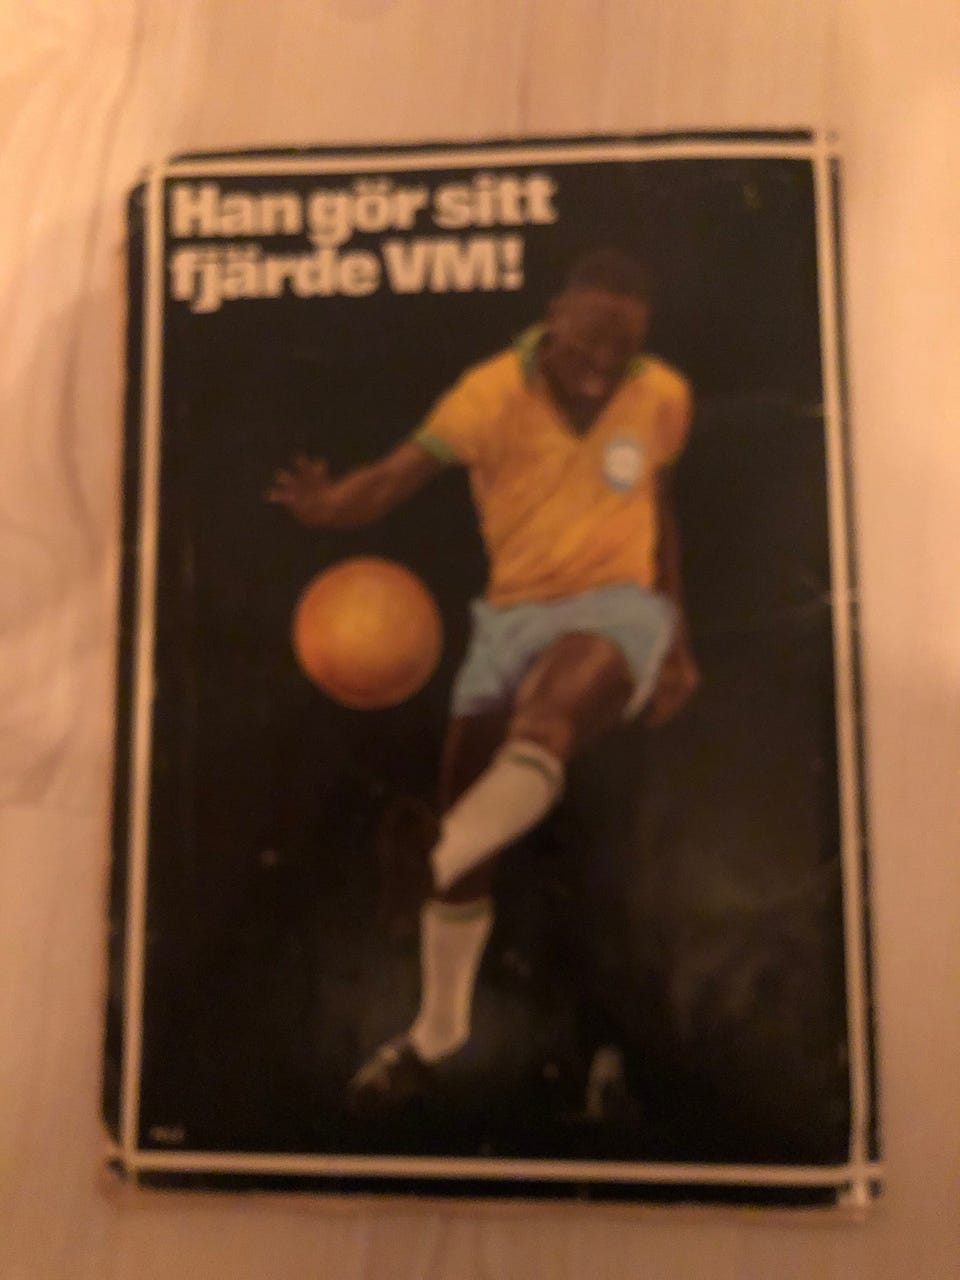 Han gör sitt
fjärde VM!